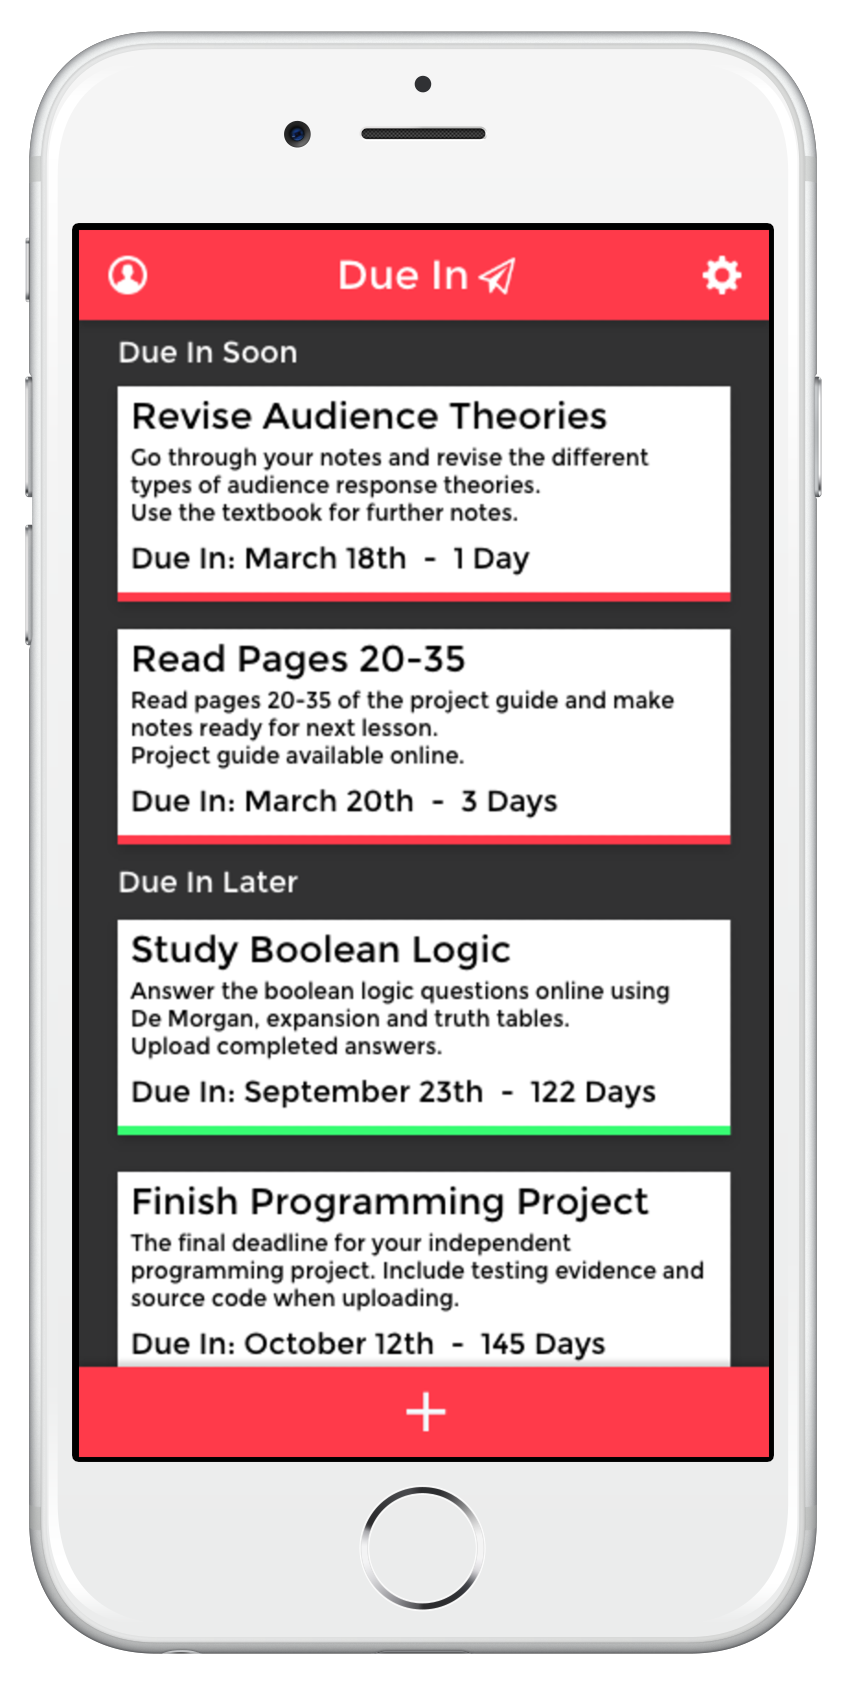 Due In
Due In Soon
Revise Audience Theories
Go through your notes and revise the different
types of audience response theories.
Use the textbook for further notes.
Due In: March 18th - 1 Day
Read Pages 20-35
Read pages 20-35 of the project guide and make
notes ready for next lesson.
Project guide available online.
Due In: March 20th - 3 Days
Due In Later
Study Boolean Logic
Answer the boolean logic questions online using
De Morgan, expansion and truth tables.
Upload completed answers.
Due In: September 23th - 122 Days
Finish Programming Project
The final deadline for your independent
programming project. Include testing evidence and
source code when uploading.
Due In: October 12th - 145 Days